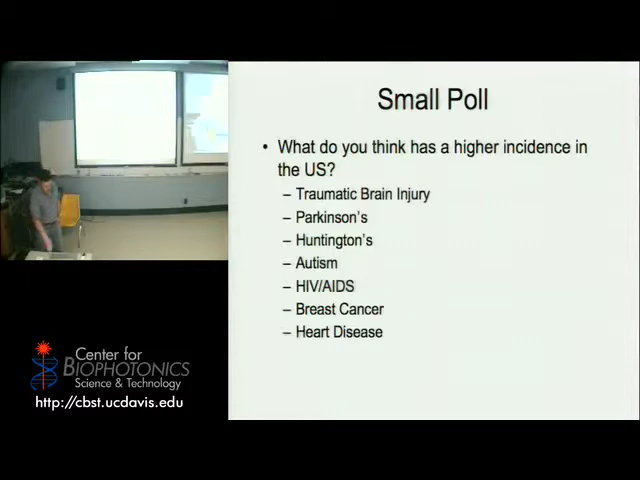 Small Poll
• What do you think has a higher incidence in
the US?
– Traumatic Brain Injury
– Parkinson's
– Huntington's
– Autism
– HIV/AIDS
– Breast Cancer
– Heart Disease
Center for
BIOPHOTONICS
Science & Technology
http://cbst.ucdavis.edu